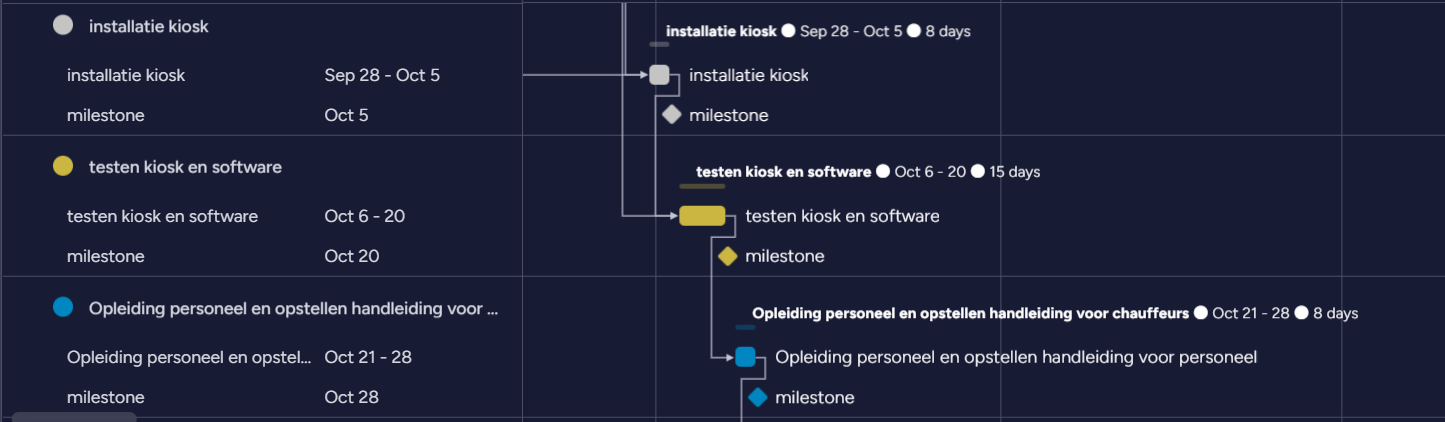 installatie kiosk
installatie kiosk ● Sep 28 - Oct 5 ● 8 days
installatie kiosk Sep 28 - Oct 5 installatie kiosk
milestone Oct 5 milestone
testen kiosk en software
testen kiosk en software ● Oct 6 - 20 ● 15 days
testen kiosk en software Oct 6 - 20 testen kiosk en software
milestone Oct 20 milestone
Opleiding personeel en opstellen handleiding voor ...
Opleiding personeel en opstellen handleiding voor chauffeurs ● Oct 21 - 28 ● 8 days
Opleiding personeel en opstel... Oct 21 - 28 Opleiding personeel en opstellen handleiding voor personeel
milestone Oct 28 milestone